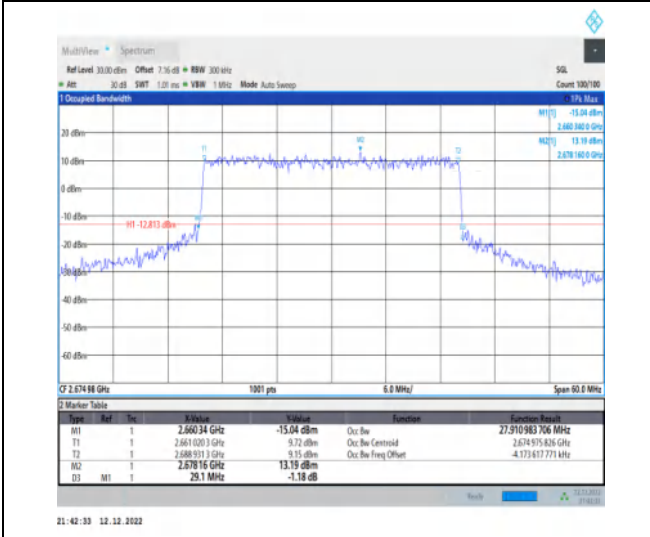 MultiView Spectrum
Ref Level 30.00 dBm Offset 7.16 dB RBW 300 kHz SGL
Att 30 dB SWT 1.01 ms VBW 1 MHz Mode Auto Sweep Count 100/100
1 Occupied Bandwidth 1Pk Max
M1[1] -15.04 dBm
2.660 340 0 GHz
20 dBm M2[1] 13.19 dBm
2.678 160 0 GHz
M2
T1 T2
10 dBm
0 dBm
-10 dBm
H1 -12.813 dBm
-20 dBm
-30 dBm
-40 dBm
-50 dBm
-60 dBm
CF 2.674 98 GHz 1001 pts 6.0 MHz/ Span 60.0 MHz
2 Marker Table
Type Ref Trc X-Value Y-Value Function Function Result
M1 1 2.66034 GHz -15.04 dBm Occ Bw 27.910 983 706 MHz
T1 1 2.661 020 3 GHz 9.72 dBm Occ Bw Centroid 2.674 975 826 GHz
T2 1 2.688 931 3 GHz 9.15 dBm Occ Bw Freq Offset -4.173 617 771 kHz
M2 1 2.67816 GHz 13.19 dBm
D3 M1 1 29.1 MHz -1.18 dB
Ready
21:42:33 12.12.2022